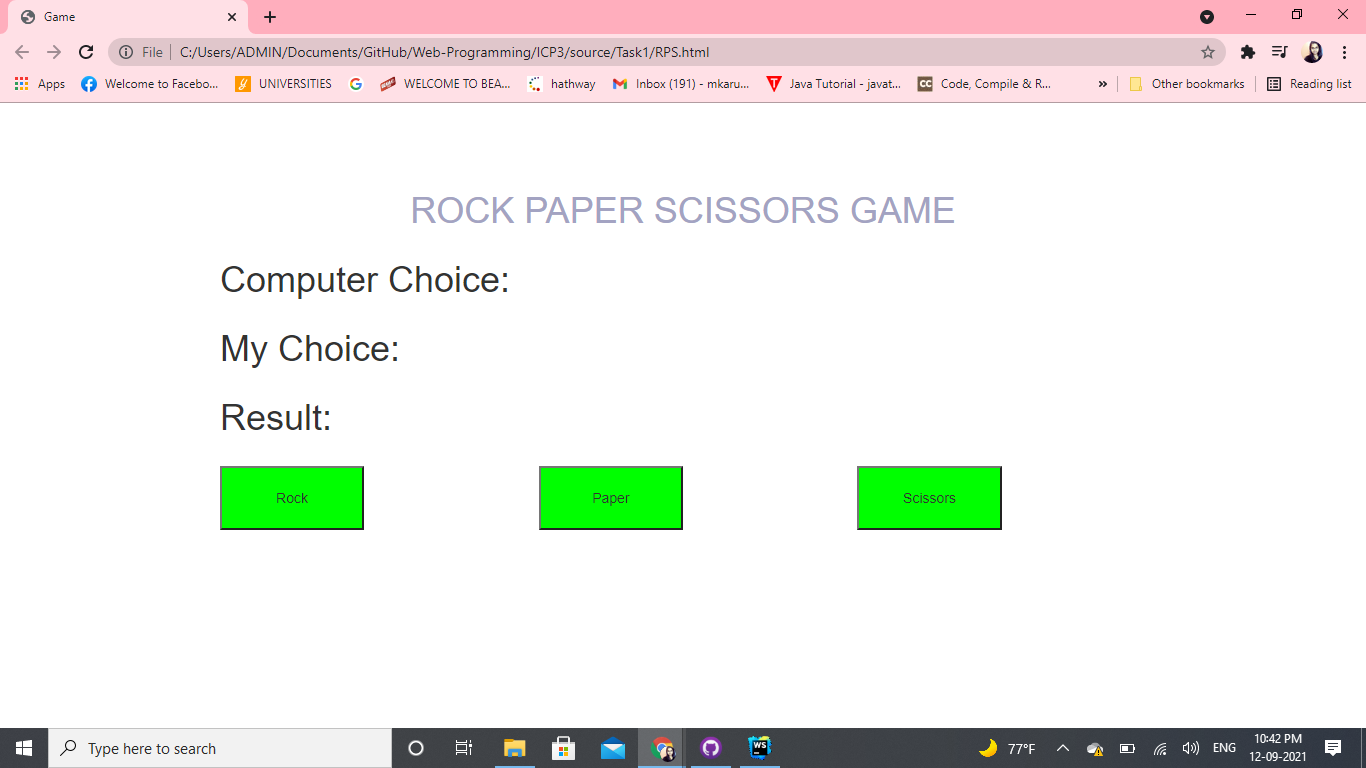 Game
File
C:/Users/ADMIN/Documents/GitHub/Web-Programming/ICP3/source/Task1/RPS.html
Apps
Welcome to Facebo...
UNIVERSITIES
WELCOME TO BEA...
hathway
Inbox (191) - mkaru...
Java Tutorial - javat...
Code, Compile & R...
»
Other bookmarks
Reading list
ROCK PAPER SCISSORS GAME
Computer Choice:
My Choice:
Result:
Rock
Paper
Scissors
Type here to search
WS
77°F
ENG
10:42 PM
12-09-2021